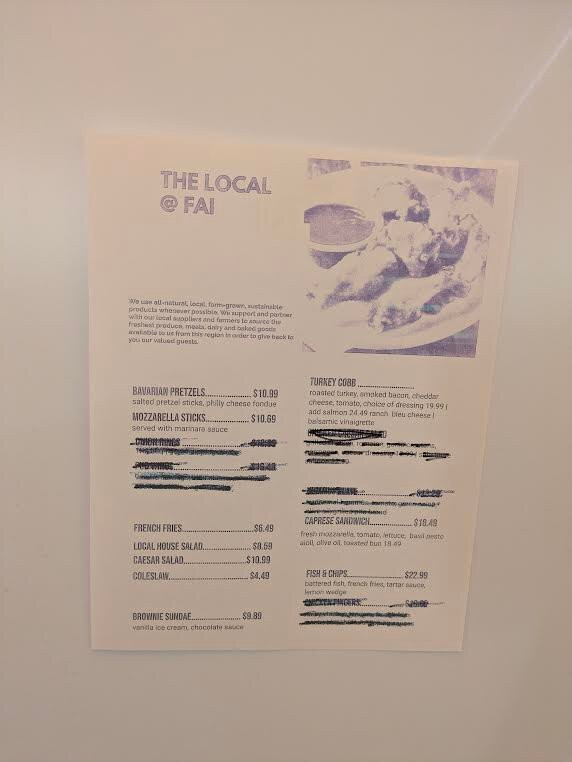 THE LOCAL
@ FAI
We use all-natural, local, farm-grown, sustainable
products whenever possible. We support and partner
with our local suppliers and farmers to source the
freshest produce, meals, dairy and baked goods
available to us from this region in order to give back to
you our valued guests.
BAVARIAN PRETZELS............... $10.99
salted pretzel sticks, philly cheese fondue
MOZZARELLA STICKS............... $10.69
served with marinara sauce
ONION RINGS
FRENCH FRIES............................$6.49
LOCAL HOUSE SALAD...............$8.59
CAESAR SALAD........................$10.99
COLESLAW................................$4.49
BROWNIE SUNDAE...................$9.89
vanilla ice cream, chocolate sauce
TURKEY COBB ......................
roasted turkey, smoked bacon, cheddar
cheese, tomato, choice of dressing 19.99 |
add salmon 24.49 ranch bleu cheese |
balsamic vinaigrette
CAPRESE SANDWICH.................. $18.49
fresh mozzarella, tomato, lettuce, basil pesto
aioli, olive oil, toasted bun 18.49
FISH & CHIPS....................... $22.99
battered fish, french fries, tartar sauce,
lemon wedge
CHICKEN FINGERS